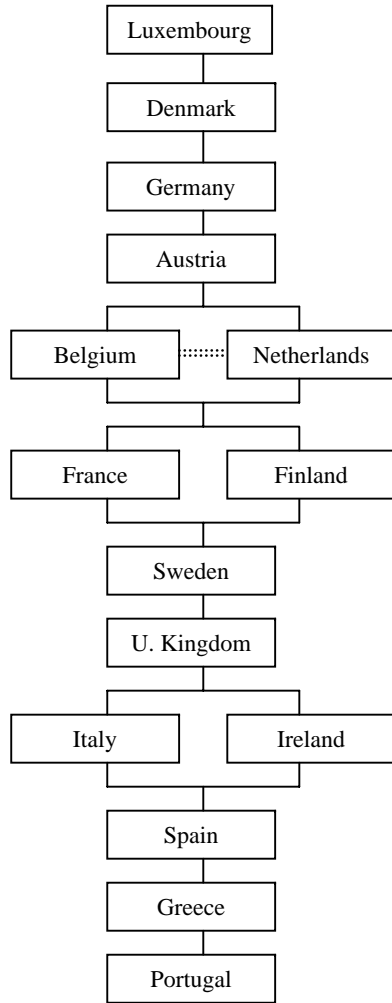 Luxembourg
Denmark
Germany
Austria
Belgium
Netherlands
France
Finland
Sweden
U. Kingdom
Italy
Ireland
Spain
Greece
Portugal